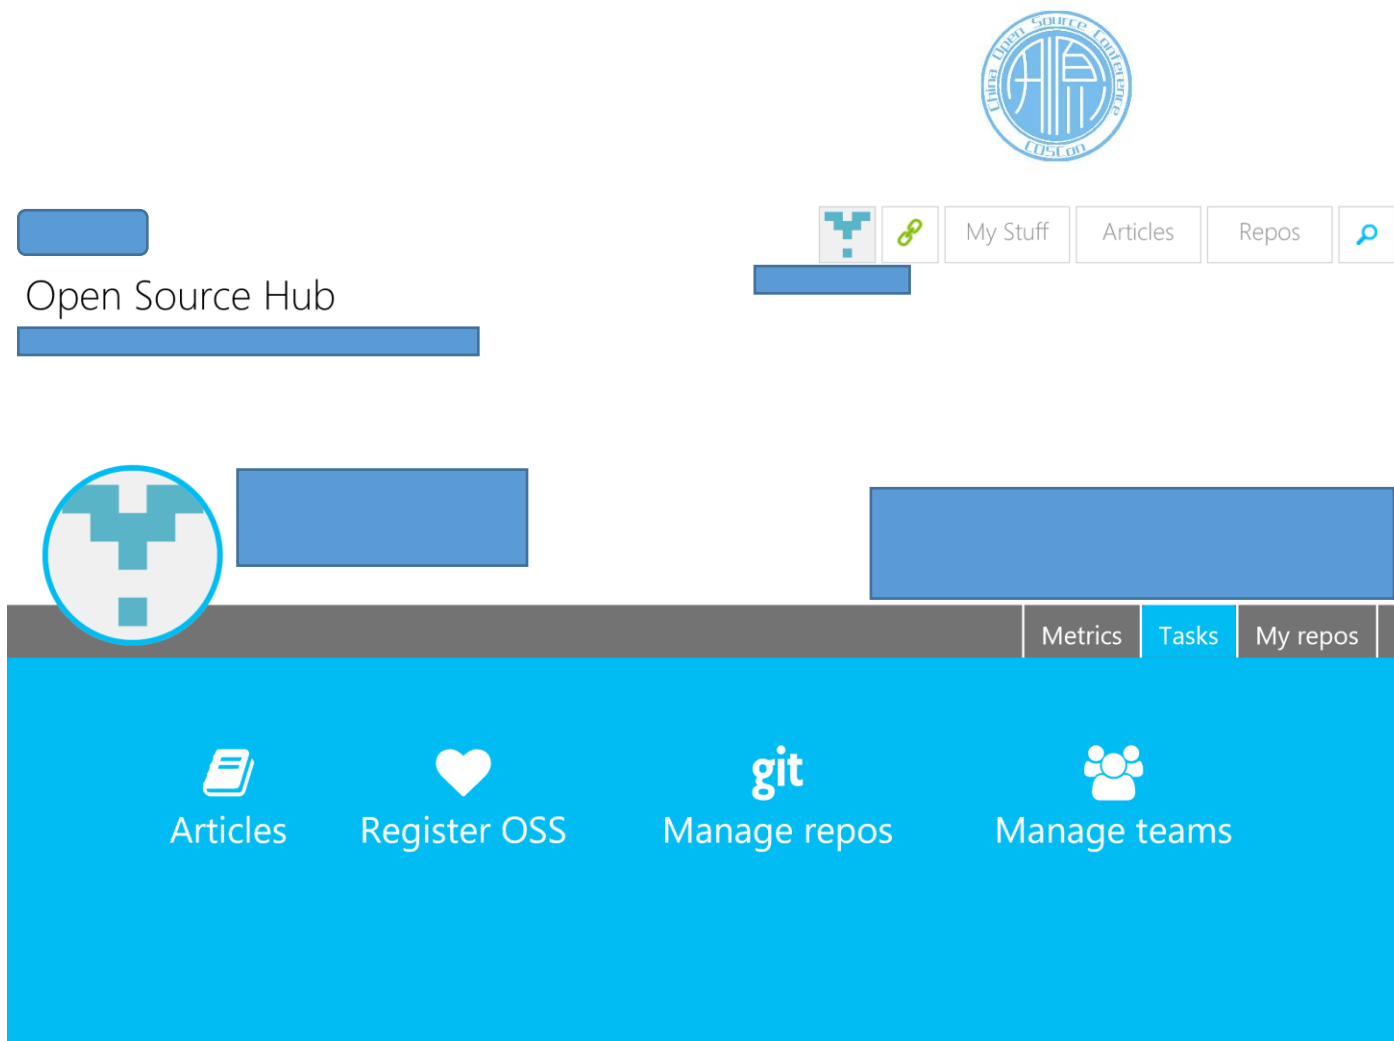 China Open Source Conference
COSCon
My Stuff
Articles
Repos
Open Source Hub
Metrics
Tasks
My repos
git
Articles
Register OSS
Manage repos
Manage teams